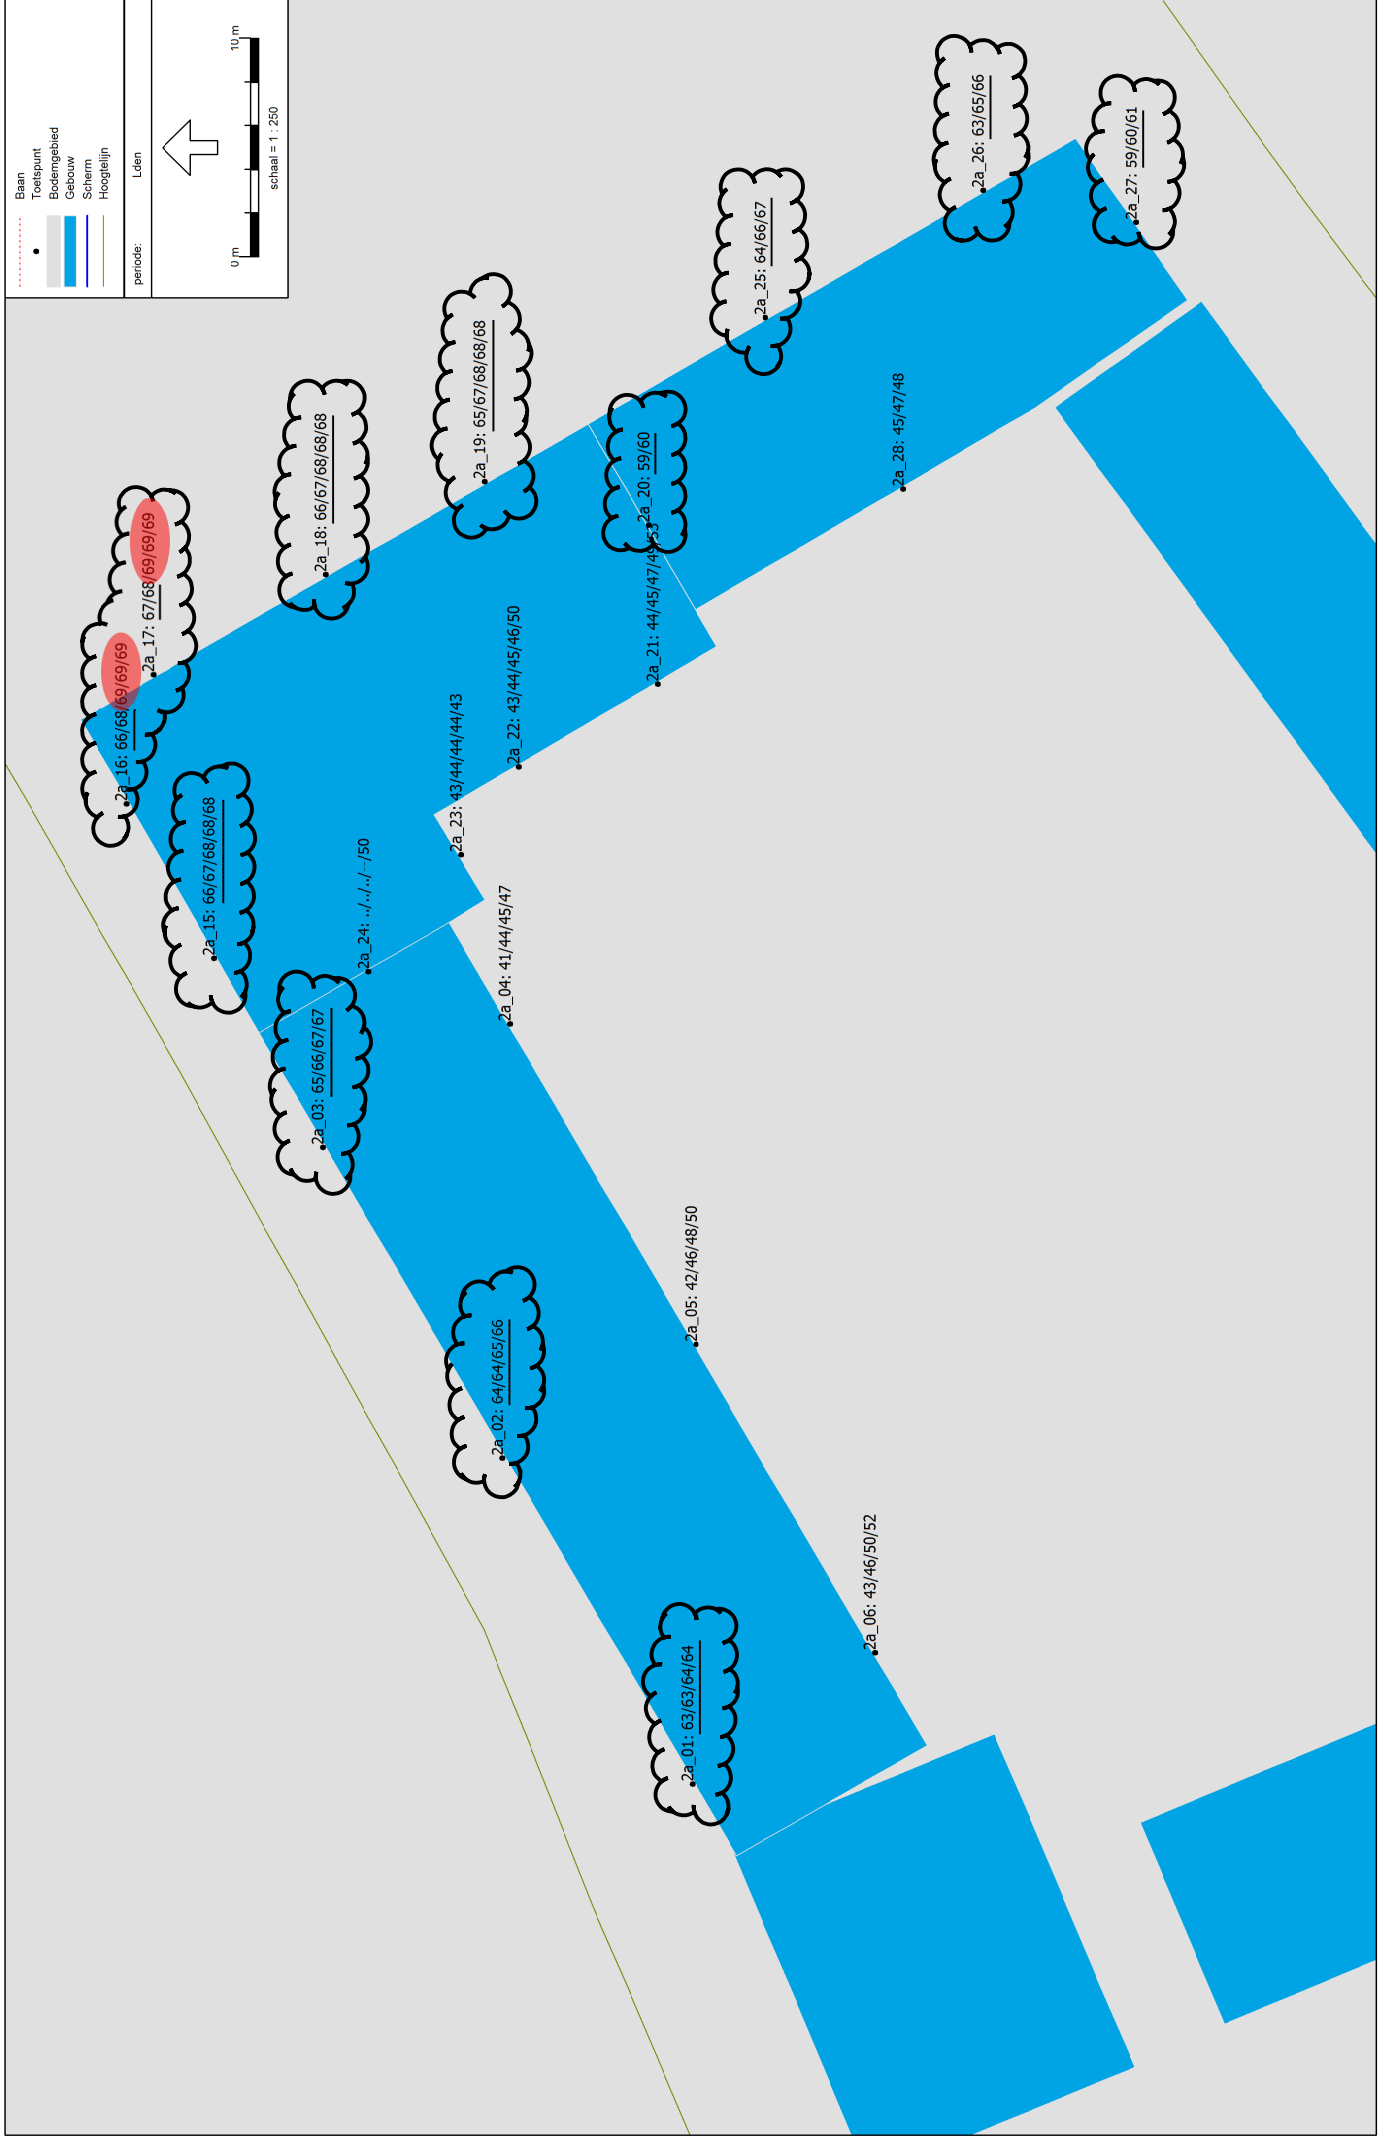 Baan
Toetspunt
Bodemgebied
Gebouw
Scherm
Hoogtelijn
periode: Lden
0 m 10 m
schaal = 1 : 250
2a_16: 66/68/69/69/69
2a_17: 67/68/69/69/69
2a_15: 66/67/68/68/68
2a_18: 66/67/68/68/68
2a_19: 65/67/68/68/68
2a_03: 65/66/67/67
2a_24: ../../../--/50
2a_23: 43/44/44/44/43
2a_22: 43/44/45/46/50
2a_20: 59/60
2a_21: 44/45/47/49/53
2a_25: 64/66/67
2a_26: 63/65/66
2a_27: 59/60/61
2a_28: 45/47/48
2a_04: 41/44/45/47
2a_02: 64/64/65/66
2a_05: 42/46/48/50
2a_01: 63/63/64/64
2a_06: 43/46/50/52